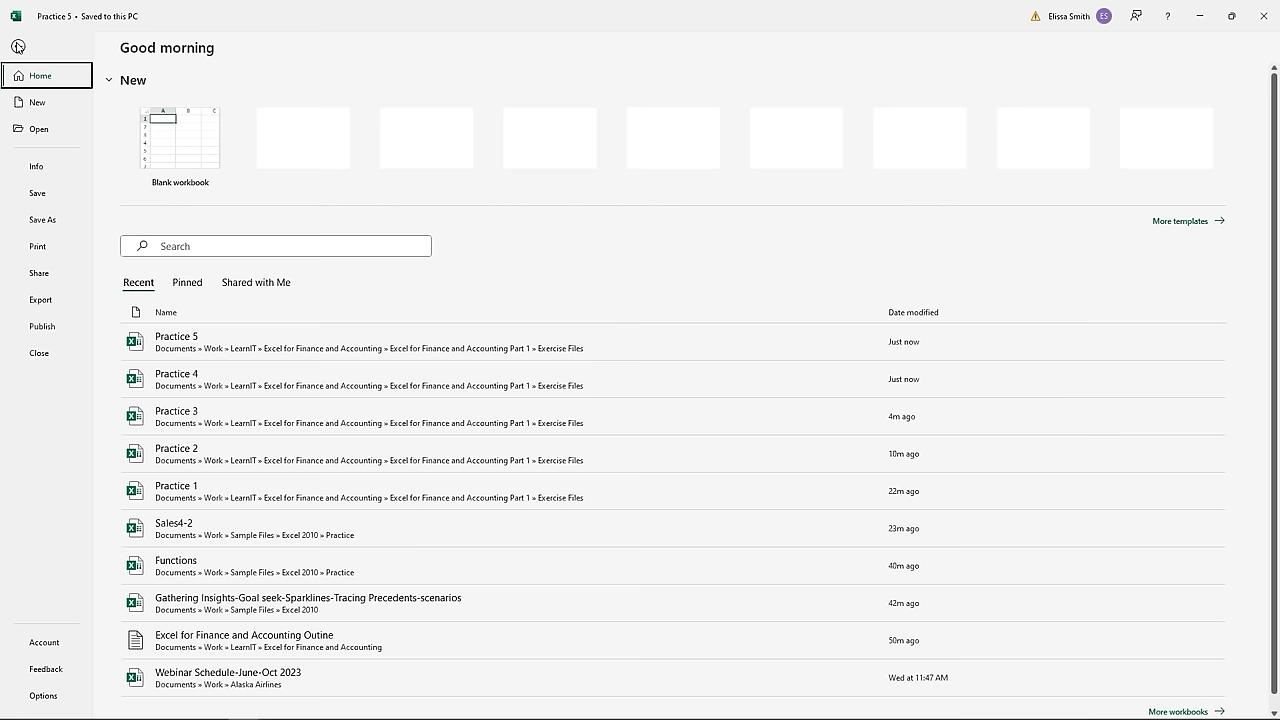 Practice 5 • Saved to this PC
Elissa Smith ES ?
Home
New
Open
Info
Save
Save As
Print
Share
Export
Publish
Close
Account
Feedback
Options
Good morning
New
A B C
1
2
3
4
5
6
7
Blank workbook
More templates
Search
Recent Pinned Shared with Me
Name Date modified
Practice 5
Documents » Work » LearnIT » Excel for Finance and Accounting » Excel for Finance and Accounting Part 1 » Exercise Files
Just now
Practice 4
Documents » Work » LearnIT » Excel for Finance and Accounting » Excel for Finance and Accounting Part 1 » Exercise Files
Just now
Practice 3
Documents » Work » LearnIT » Excel for Finance and Accounting » Excel for Finance and Accounting Part 1 » Exercise Files
4m ago
Practice 2
Documents » Work » LearnIT » Excel for Finance and Accounting » Excel for Finance and Accounting Part 1 » Exercise Files
10m ago
Practice 1
Documents » Work » LearnIT » Excel for Finance and Accounting » Excel for Finance and Accounting Part 1 » Exercise Files
22m ago
Sales4-2
Documents » Work » Sample Files » Excel 2010 » Practice
23m ago
Functions
Documents » Work » Sample Files » Excel 2010 » Practice
40m ago
Gathering Insights-Goal seek-Sparklines-Tracing Precedents-scenarios
Documents » Work » Sample Files » Excel 2010
42m ago
Excel for Finance and Accounting Outine
Documents » Work » LearnIT » Excel for Finance and Accounting
50m ago
Webinar Schedule-June-Oct 2023
Documents » Work » Alaska Airlines
Wed at 11:47 AM
More workbooks